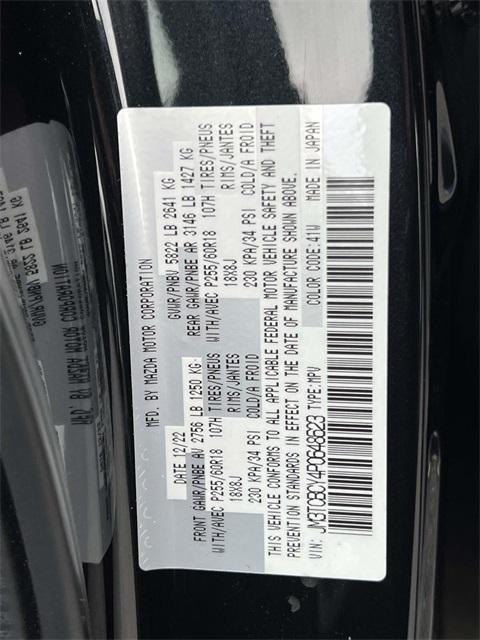 MFD. BY MAZDA MOTOR CORPORATION
DATE 12/22 GVWR/PNBV 5822 LB 2641 KG
FRONT GAWR/PNBE AV 2756 LB 1250 KG REAR GAWR/PNBE AR 3146 LB 1427 KG
WITH/AVEC P255/60R18 107H TIRES/PNEUS WITH/AVEC P255/60R18 107H TIRES/PNEUS
18X8J RIMS/JANTES 18X8J RIMS/JANTES
230 KPA/34 PSI COLD/A FROID 230 KPA/34 PSI COLD/A FROID
THIS VEHICLE CONFORMS TO ALL APPLICABLE FEDERAL MOTOR VEHICLE SAFETY AND THEFT
PREVENTION STANDARDS IN EFFECT ON THE DATE OF MANUFACTURE SHOWN ABOVE.
VIN: JM3TCBCY4P0648623 TYPE: MPV COLOR CODE: 41W MADE IN JAPAN